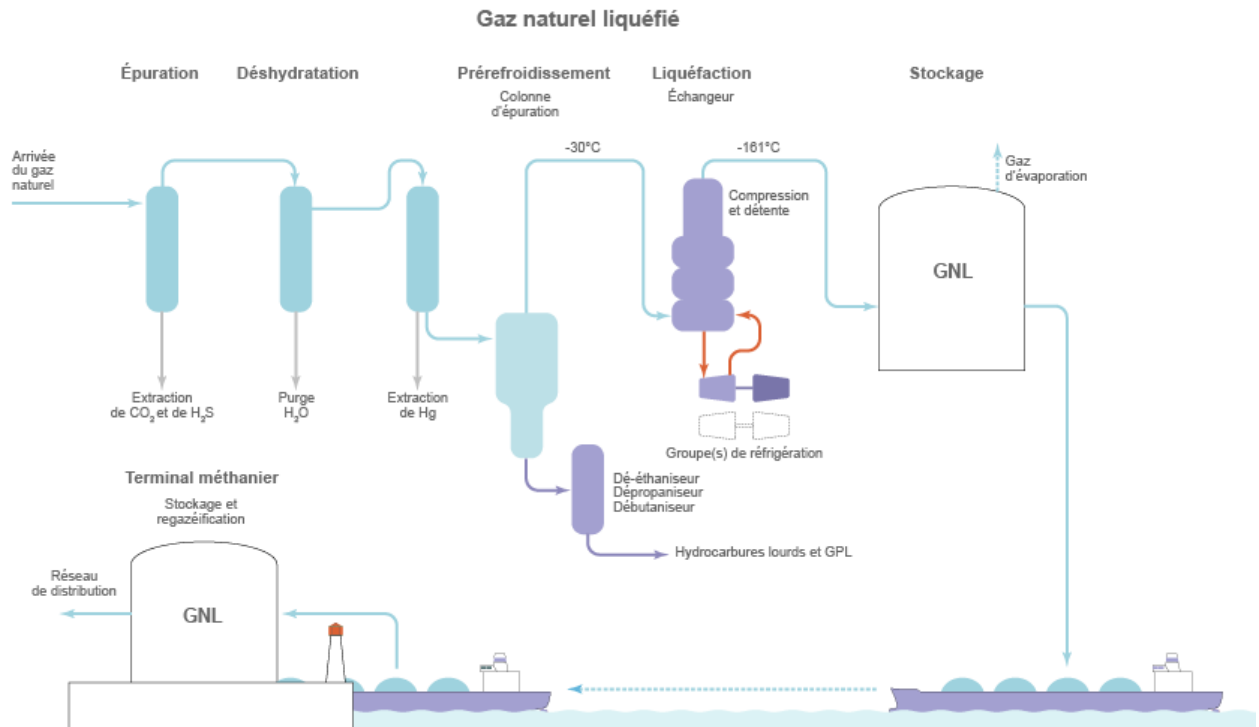 Gaz naturel liquéfié
Épuration
Déshydratation
Prérefroidissement
Colonne
d'épuration
Liquéfaction
Échangeur
Stockage
Arrivée
du gaz
naturel
-30°C
-161°C
Gaz
d'évaporation
Compression
et détente
GNL
Extraction
de CO₂ et de H₂S
Purge
H₂O
Extraction
de Hg
Groupe(s) de réfrigération
Dé-éthaniseur
Dépropaniseur
Débutaniseur
Hydrocarbures lourds et GPL
Terminal méthanier
Stockage et
regazéification
Réseau
de distribution
GNL